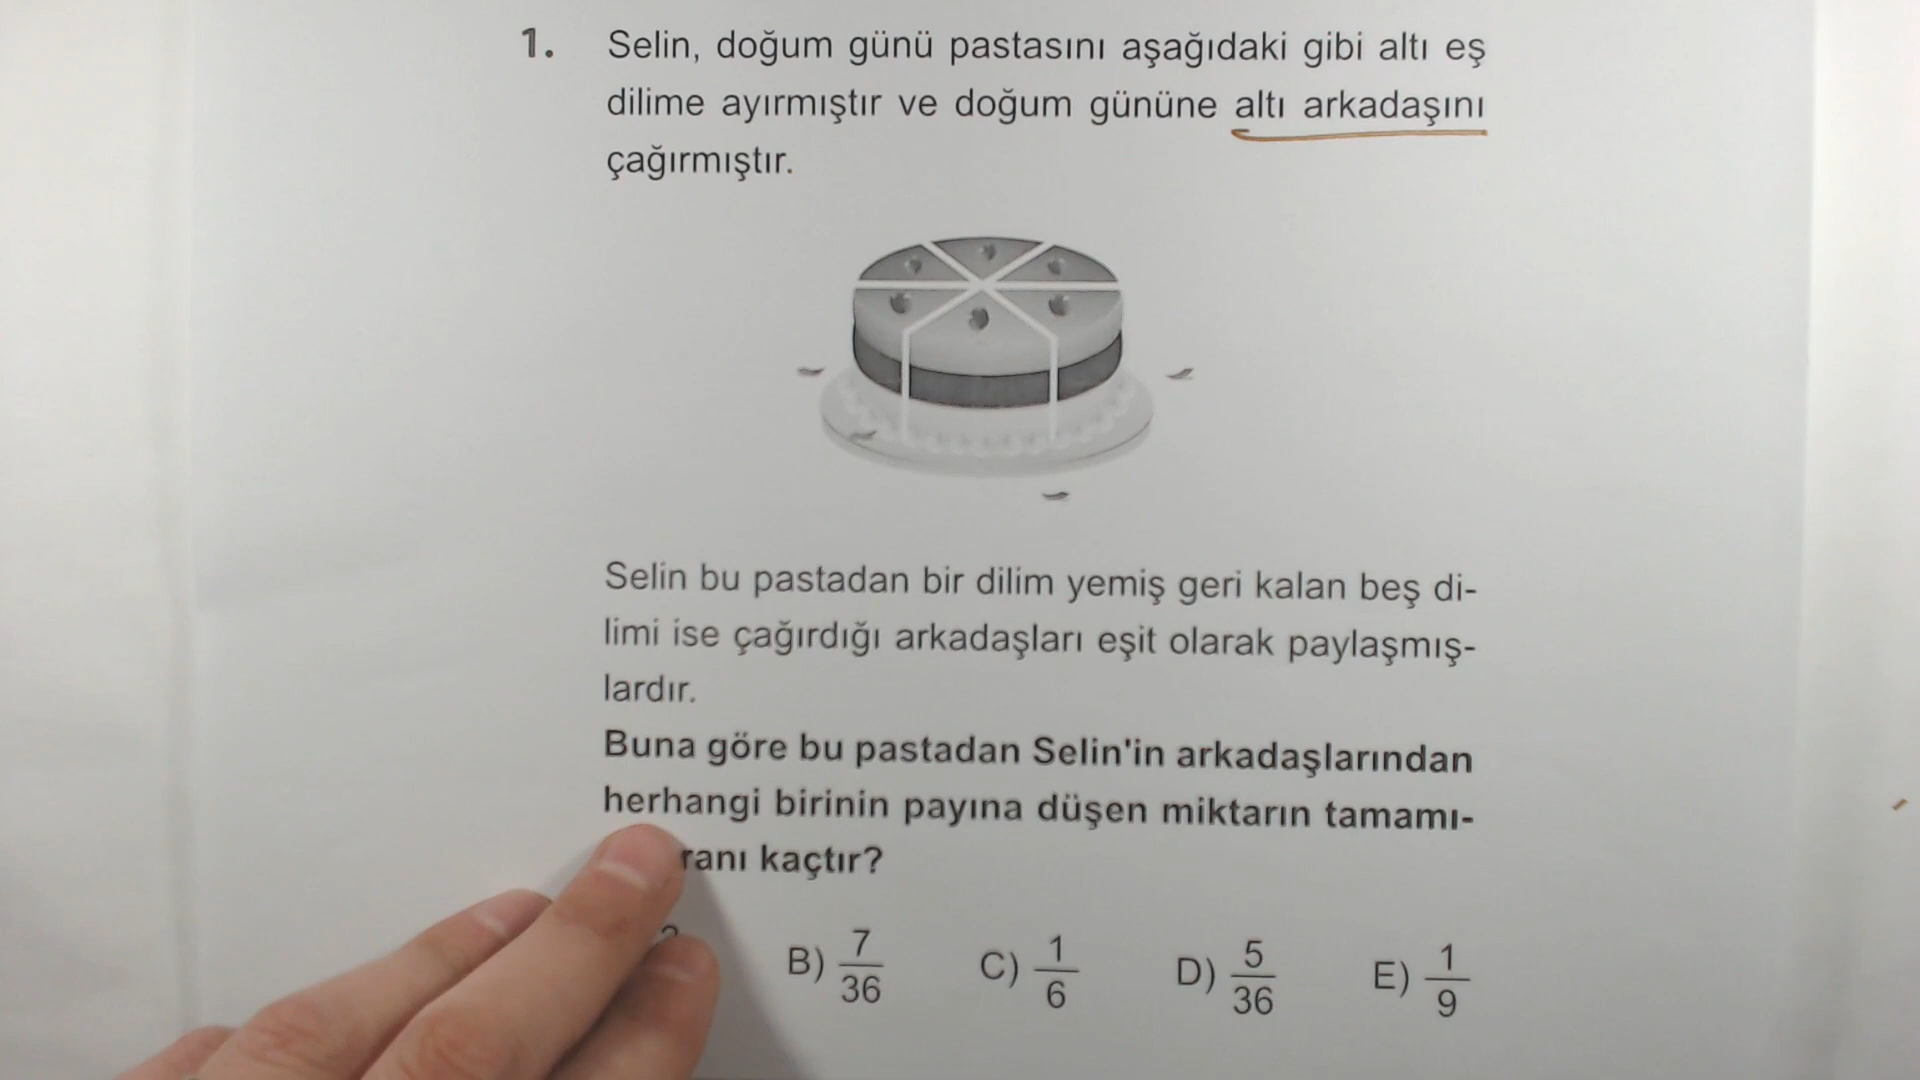 1. Selin, doğum günü pastasını aşağıdaki gibi altı eş
dilime ayırmıştır ve doğum gününe altı arkadaşını
çağırmıştır.
Selin bu pastadan bir dilim yemiş geri kalan beş di-
limi ise çağırdığı arkadaşları eşit olarak paylaşmış-
lardır.
Buna göre bu pastadan Selin'in arkadaşlarından
herhangi birinin payına düşen miktarın tamamı-
ranı kaçtır?
B) 7/36 C) 1/6 D) 5/36 E) 1/9